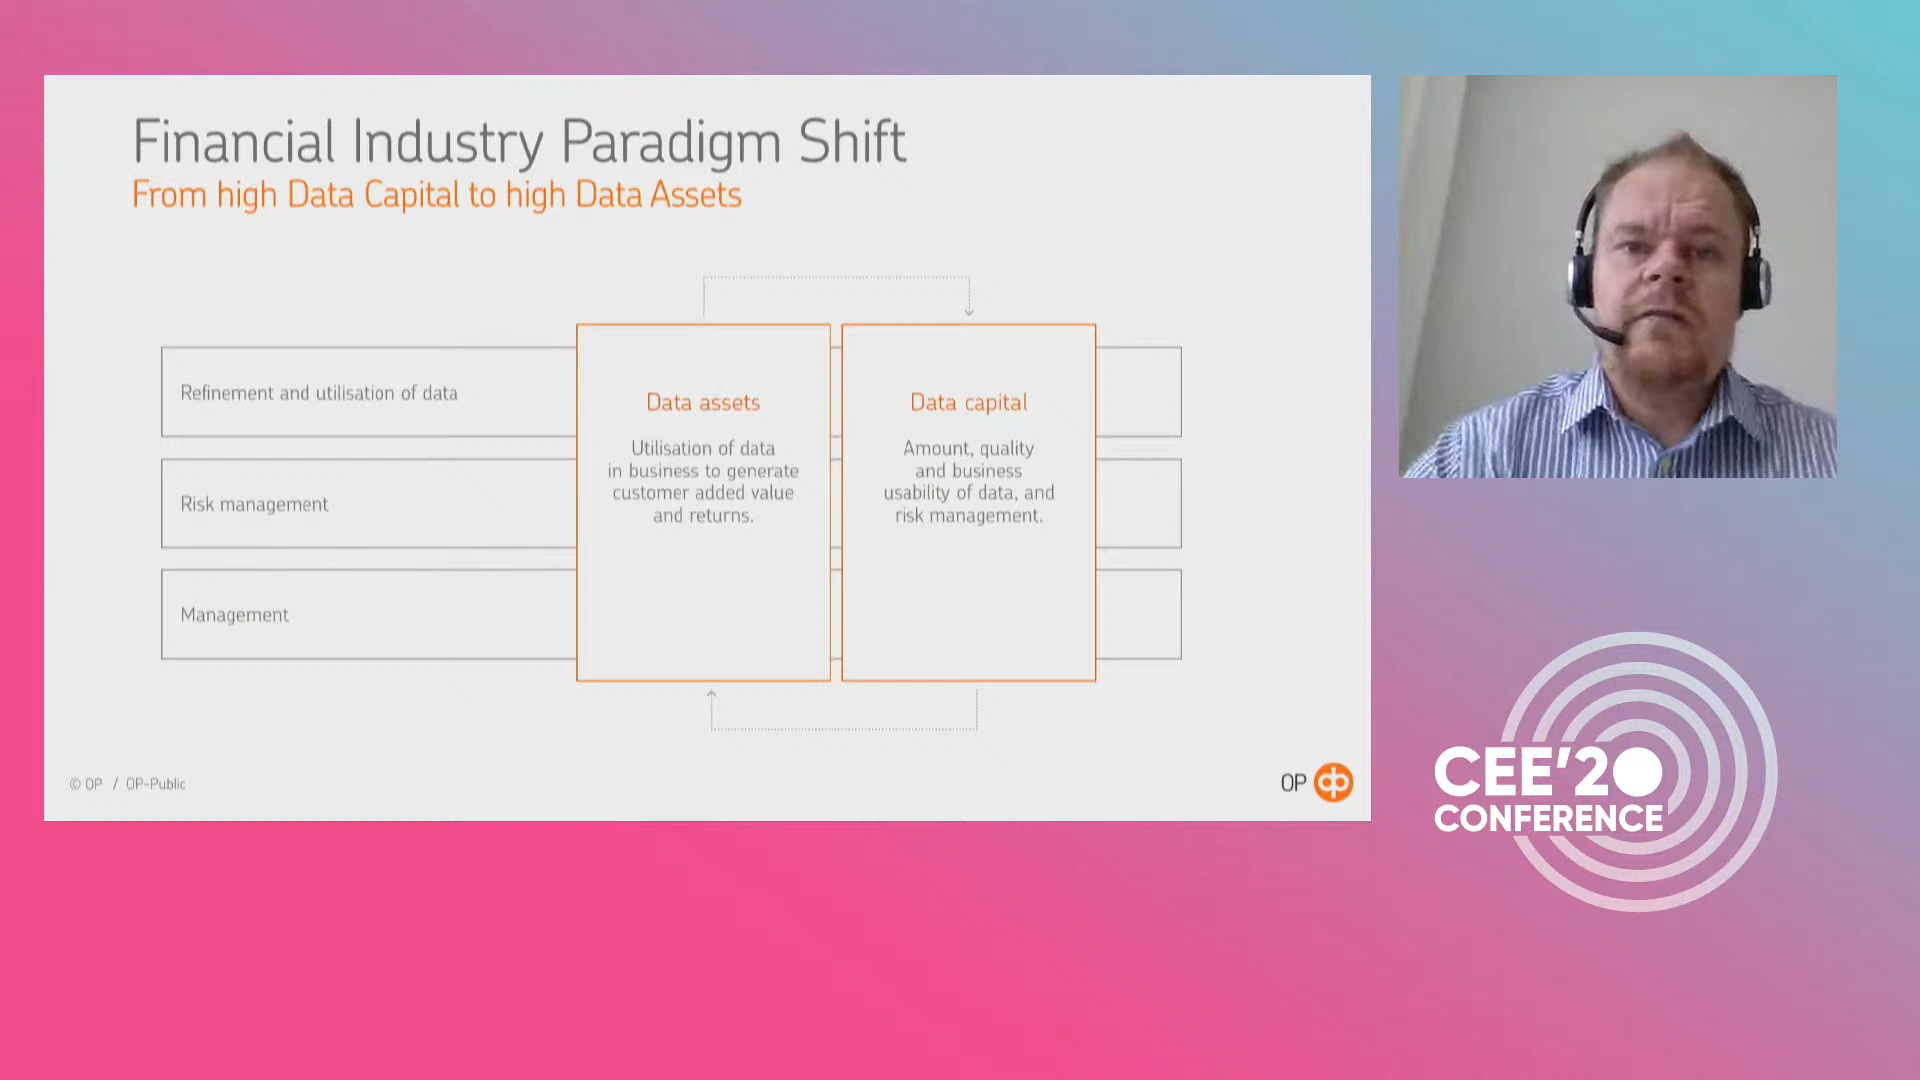 Financial Industry Paradigm Shift
From high Data Capital to high Data Assets
Refinement and utilisation of data
Risk management
Management
Data assets
Utilisation of data
in business to generate
customer added value
and returns.
Data capital
Amount, quality
and business
usability of data, and
risk management.
© OP / OP-Public
OP
CEE'20
CONFERENCE